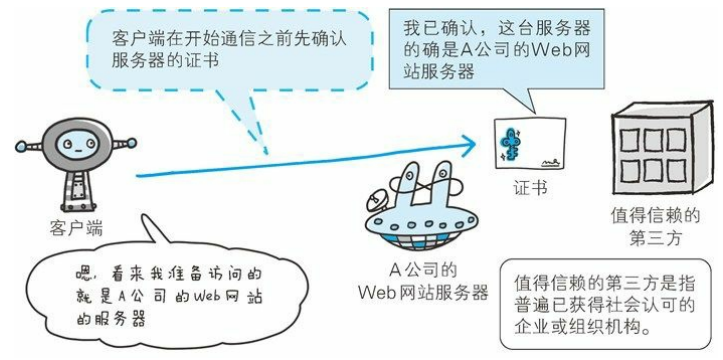 客户端在开始通信之前先确认
服务器的证书
我已确认，这台服务器
的确是A公司的Web网
站服务器
客户端
证书
值得信赖的
第三方
A公司的
Web网站服务器
嗯，看来我准备访问的
就是A公司的Web网站
的服务器
值得信赖的第三方是指
普遍已获得社会认可的
企业或组织机构。